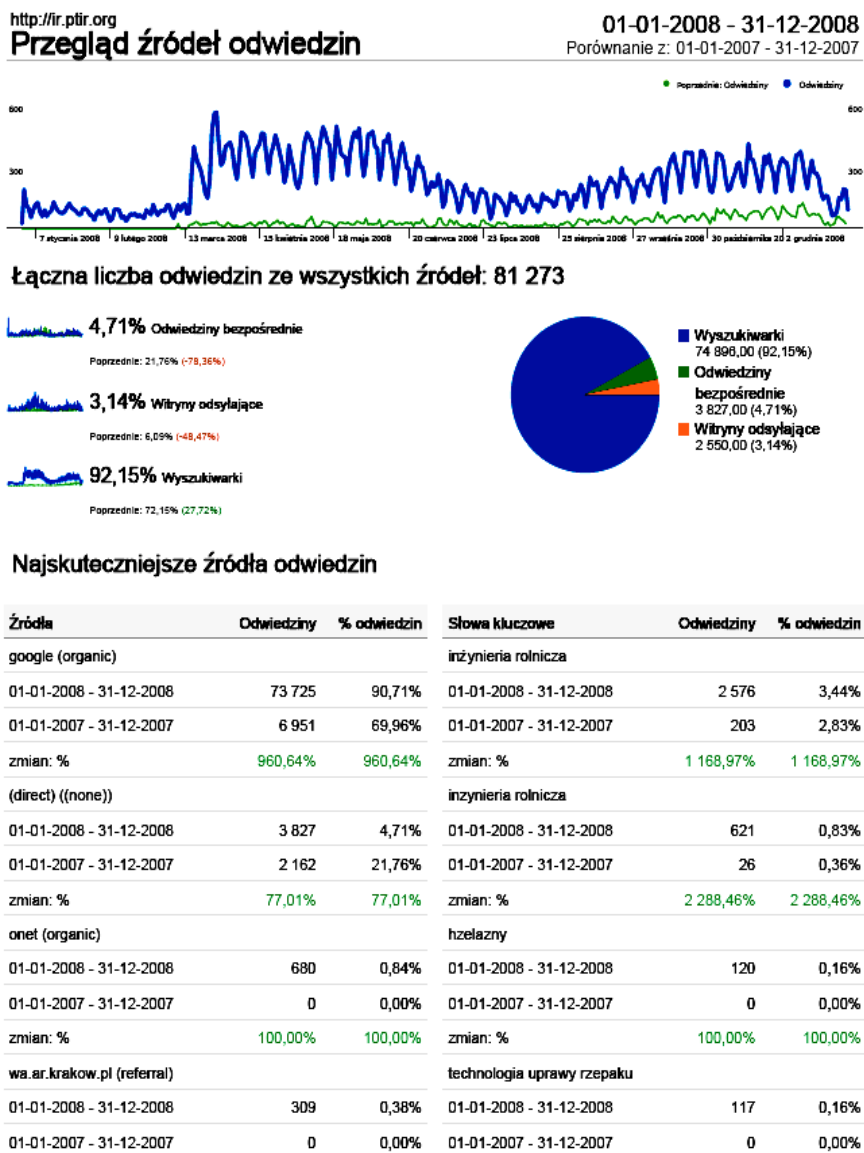 http://ir.ptir.org
Przegląd źródeł odwiedzin
01-01-2008 - 31-12-2008
Porównanie z: 01-01-2007 - 31-12-2007
Poprzednie: Odwiedziny Odwiedziny
600 600
300 300
7 stycznia 2008 9 lutego 2008 13 marca 2008 15 kwietnia 2008 18 maja 2008 20 czerwca 2008 23 lipca 2008 25 sierpnia 2008 27 września 2008 30 października 20 2 grudnia 2008
Łączna liczba odwiedzin ze wszystkich źródeł: 81 273
4,71% Odwiedziny bezpośrednie
Poprzednie: 21,76% (-78,36%)
3,14% Witryny odsyłające
Poprzednie: 6,09% (-48,47%)
92,15% Wyszukiwarki
Poprzednie: 72,15% (27,72%)
Wyszukiwarki
74 896,00 (92,15%)
Odwiedziny
bezpośrednie
3 827,00 (4,71%)
Witryny odsyłające
2 550,00 (3,14%)
Najskuteczniejsze źródła odwiedzin
Źródła Odwiedziny % odwiedzin
google (organic)
01-01-2008 - 31-12-2008 73 725 90,71%
01-01-2007 - 31-12-2007 6 951 69,96%
zmian: % 960,64% 960,64%
(direct) ((none))
01-01-2008 - 31-12-2008 3 827 4,71%
01-01-2007 - 31-12-2007 2 162 21,76%
zmian: % 77,01% 77,01%
onet (organic)
01-01-2008 - 31-12-2008 680 0,84%
01-01-2007 - 31-12-2007 0 0,00%
zmian: % 100,00% 100,00%
wa.ar.krakow.pl (referral)
01-01-2008 - 31-12-2008 309 0,38%
01-01-2007 - 31-12-2007 0 0,00%
Słowa kluczowe Odwiedziny % odwiedzin
inżynieria rolnicza
01-01-2008 - 31-12-2008 2 576 3,44%
01-01-2007 - 31-12-2007 203 2,83%
zmian: % 1 168,97% 1 168,97%
inzynieria rolnicza
01-01-2008 - 31-12-2008 621 0,83%
01-01-2007 - 31-12-2007 26 0,36%
zmian: % 2 288,46% 2 288,46%
hzelazny
01-01-2008 - 31-12-2008 120 0,16%
01-01-2007 - 31-12-2007 0 0,00%
zmian: % 100,00% 100,00%
technologia uprawy rzepaku
01-01-2008 - 31-12-2008 117 0,16%
01-01-2007 - 31-12-2007 0 0,00%